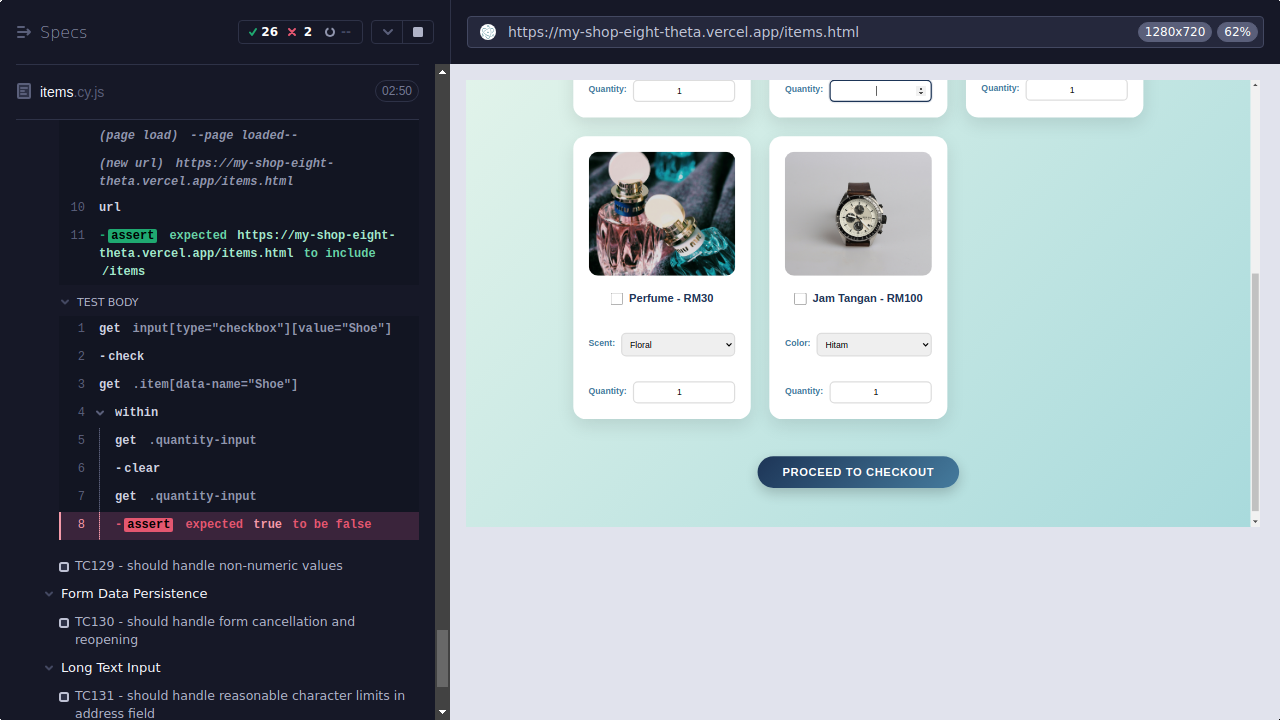 Specs
26
2
--
https://my-shop-eight-theta.vercel.app/items.html
1280x720
62%
items.cy.js
02:50
(page load) --page loaded--
(new url) https://my-shop-eight-
theta.vercel.app/items.html
10 url
11 -assert expected https://my-shop-eight-
theta.vercel.app/items.html to include
/items
TEST BODY
1 get input[type="checkbox"][value="Shoe"]
2 -check
3 get .item[data-name="Shoe"]
4 within
5 get .quantity-input
6 -clear
7 get .quantity-input
8 -assert expected true to be false
TC129 - should handle non-numeric values
Form Data Persistence
TC130 - should handle form cancellation and
reopening
Long Text Input
TC131 - should handle reasonable character limits in
address field
Quantity: 1
Quantity:
Quantity: 1
Perfume - RM30
Scent: Floral
Quantity: 1
Jam Tangan - RM100
Color: Hitam
Quantity: 1
PROCEED TO CHECKOUT